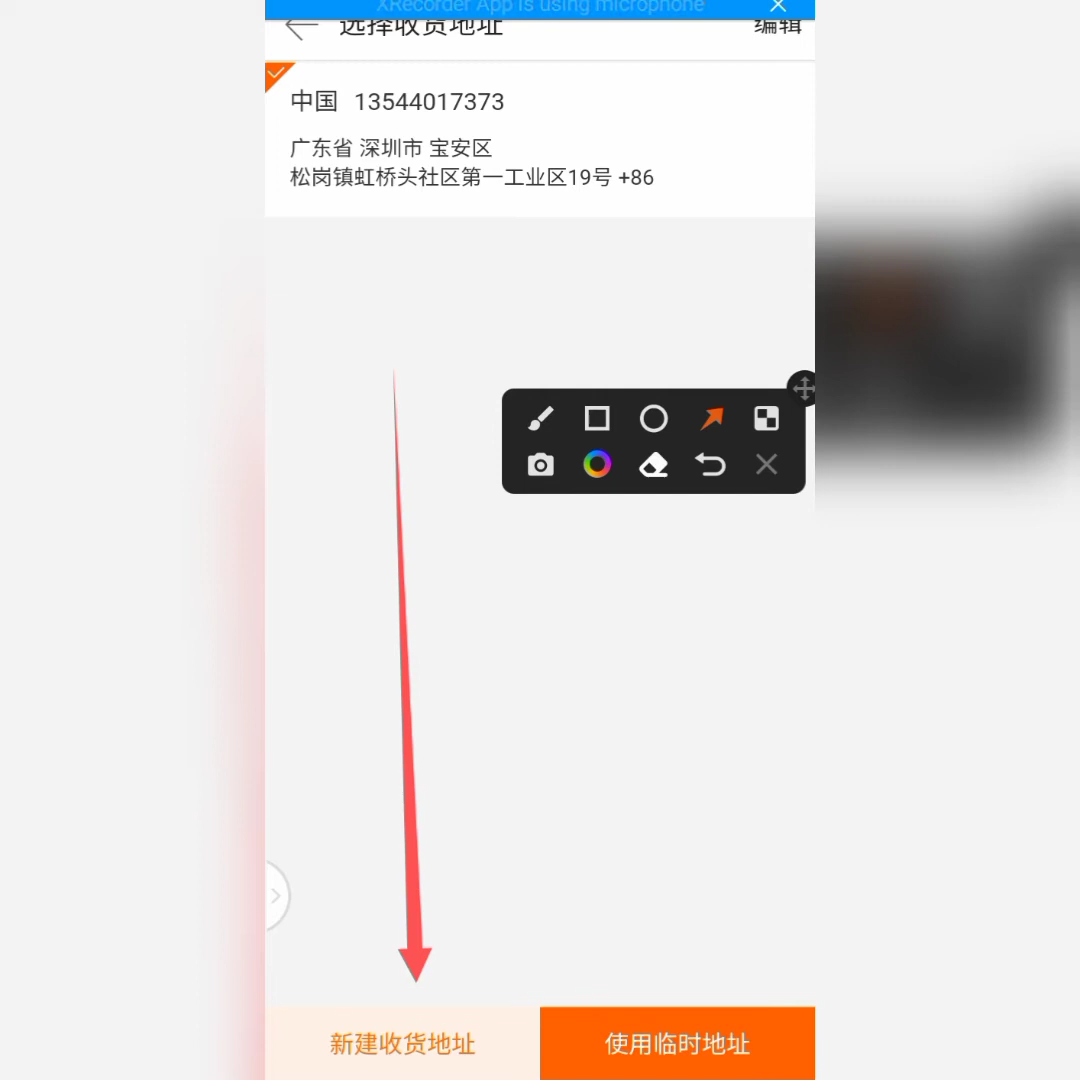 XRecorder App is using microphone
选择收货地址
编辑
中国 13544017373
广东省 深圳市 宝安区
松岗镇虹桥头社区第一工业区19号 +86
新建收货地址
使用临时地址